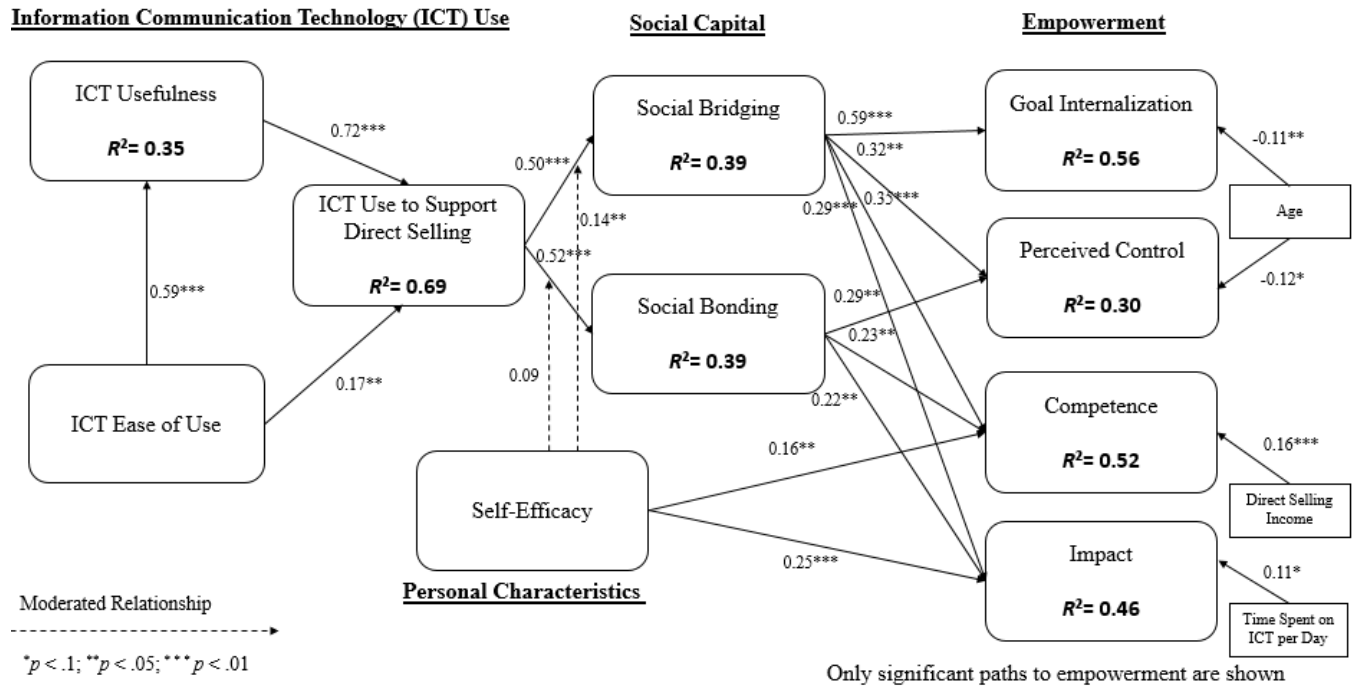 Information Communication Technology (ICT) Use
Social Capital
Empowerment
ICT Usefulness
R²= 0.35
0.72***
ICT Use to Support
Direct Selling
R²= 0.69
0.59***
ICT Ease of Use
0.17**
0.50***
0.14**
0.52***
0.09
Social Bridging
R²= 0.39
Social Bonding
R²= 0.39
Self-Efficacy
Personal Characteristics
0.59***
0.32**
0.35***
0.29***
0.29**
0.23**
0.22**
0.16**
0.25***
Goal Internalization
R²= 0.56
Perceived Control
R²= 0.30
Competence
R²= 0.52
Impact
R²= 0.46
-0.11**
Age
-0.12*
0.16***
Direct Selling
Income
0.11*
Time Spent on
ICT per Day
Moderated Relationship
*p < .1; **p < .05; ***p < .01
Only significant paths to empowerment are shown